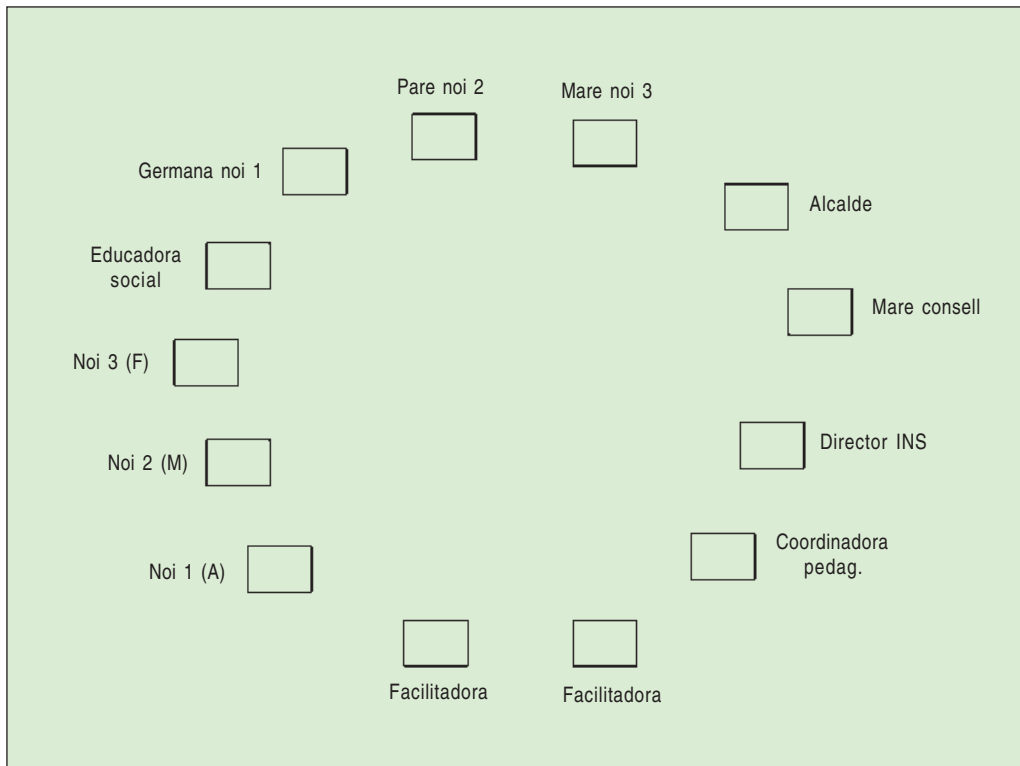 Pare noi 2
Mare noi 3
Germana noi 1
Alcalde
Educadora
social
Mare consell
Noi 3 (F)
Director INS
Noi 2 (M)
Coordinadora
pedag.
Noi 1 (A)
Facilitadora
Facilitadora